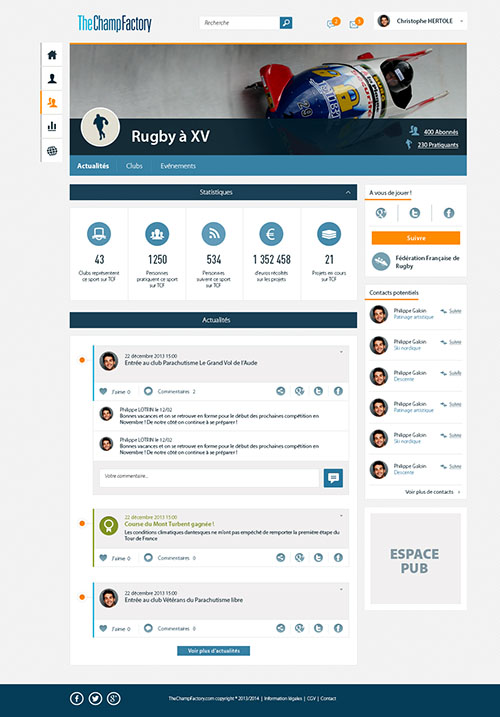 TheChampFactory
Recherche
2
5
Christophe HERTOLE
Rugby à XV
400 Abonnés
230 Pratiquants
Actualités
Clubs
Evènements
Statistiques
43
Clubs représentent
ce sport sur TCF
1250
Personnes
pratiquent ce sport
sur TCF
534
Personnes
suivent ce sport
sur TCF
€
1 352 458
d'euros récoltés
sur les projets
21
Projets en cours
sur TCF
A vous de jouer !
Suivre
Fédération Française de
Rugby
Contacts potentiels
Philippe Galoin
Patinage artistique
Suivre
Philippe Galoin
Ski nordique
Suivre
Philippe Galoin
Descente
Suivre
Philippe Galoin
Patinage artistique
Suivre
Philippe Galoin
Ski nordique
Suivre
Philippe Galoin
Descente
Suivre
Voir plus de contacts
ESPACE
PUB
Actualités
22 décembre 2013 15:00
Entrée au club Parachutisme Le Grand Vol de l'Aude
J'aime 0
Commentaires 2
Philippe LOTRIN le 12/02
Bonnes vacances et on se retrouve en forme pour le début des prochaines compétition en
Novembre ! De notre côté on continue à se préparer !
Philippe LOTRIN le 12/02
Bonnes vacances et on se retrouve en forme pour le début des prochaines compétition en
Novembre ! De notre côté on continue à se préparer !
Votre commentaire...
22 décembre 2013 15:00
Course du Mont Turbent gagnée !
Les conditions climatiques dantesques ne m'ont pas empêché de remporter la première étape du
Tour de France
J'aime 0
Commentaires 0
22 décembre 2013 15:00
Entrée au club Vétérans du Parachutisme libre
J'aime 0
Commentaires 0
Voir plus d'actualités
TheChampFactory.com copyright © 2013/2014 | Information légales | CGV | Contact